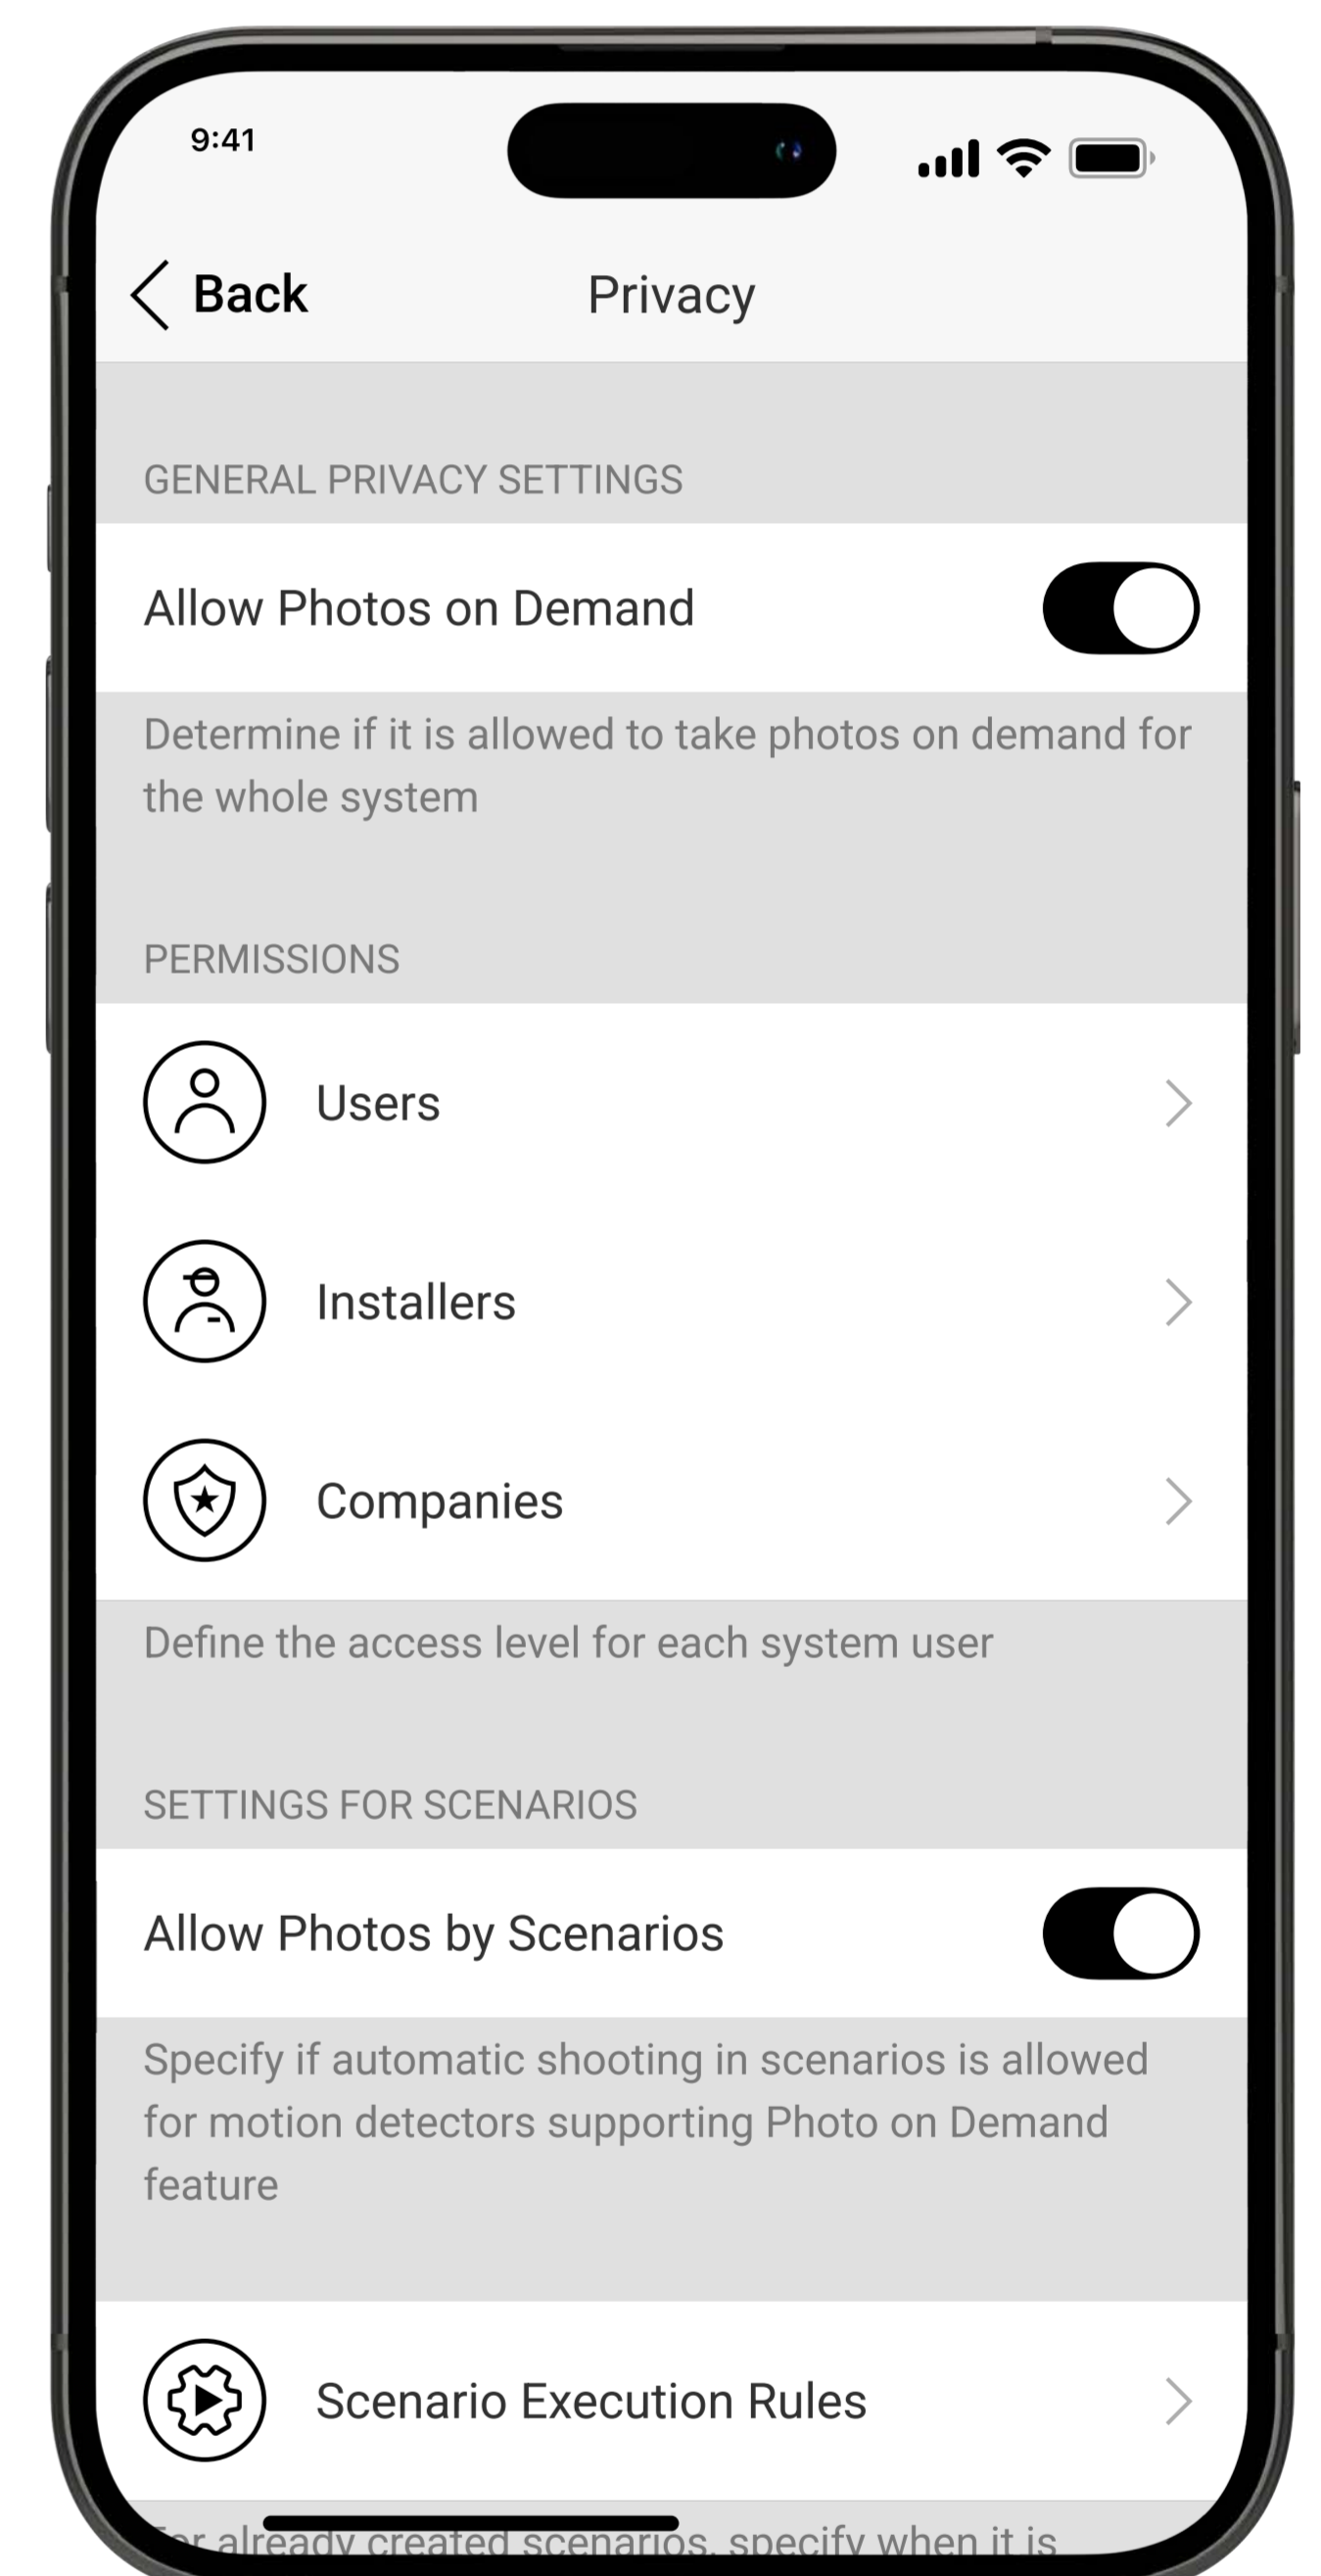 9:41
Back
Privacy
GENERAL PRIVACY SETTINGS
Allow Photos on Demand
Determine if it is allowed to take photos on demand for
the whole system
PERMISSIONS
Users
Installers
Companies
Define the access level for each system user
SETTINGS FOR SCENARIOS
Allow Photos by Scenarios
Specify if automatic shooting in scenarios is allowed
for motion detectors supporting Photo on Demand
feature
Scenario Execution Rules
For already created scenarios, specify when it is